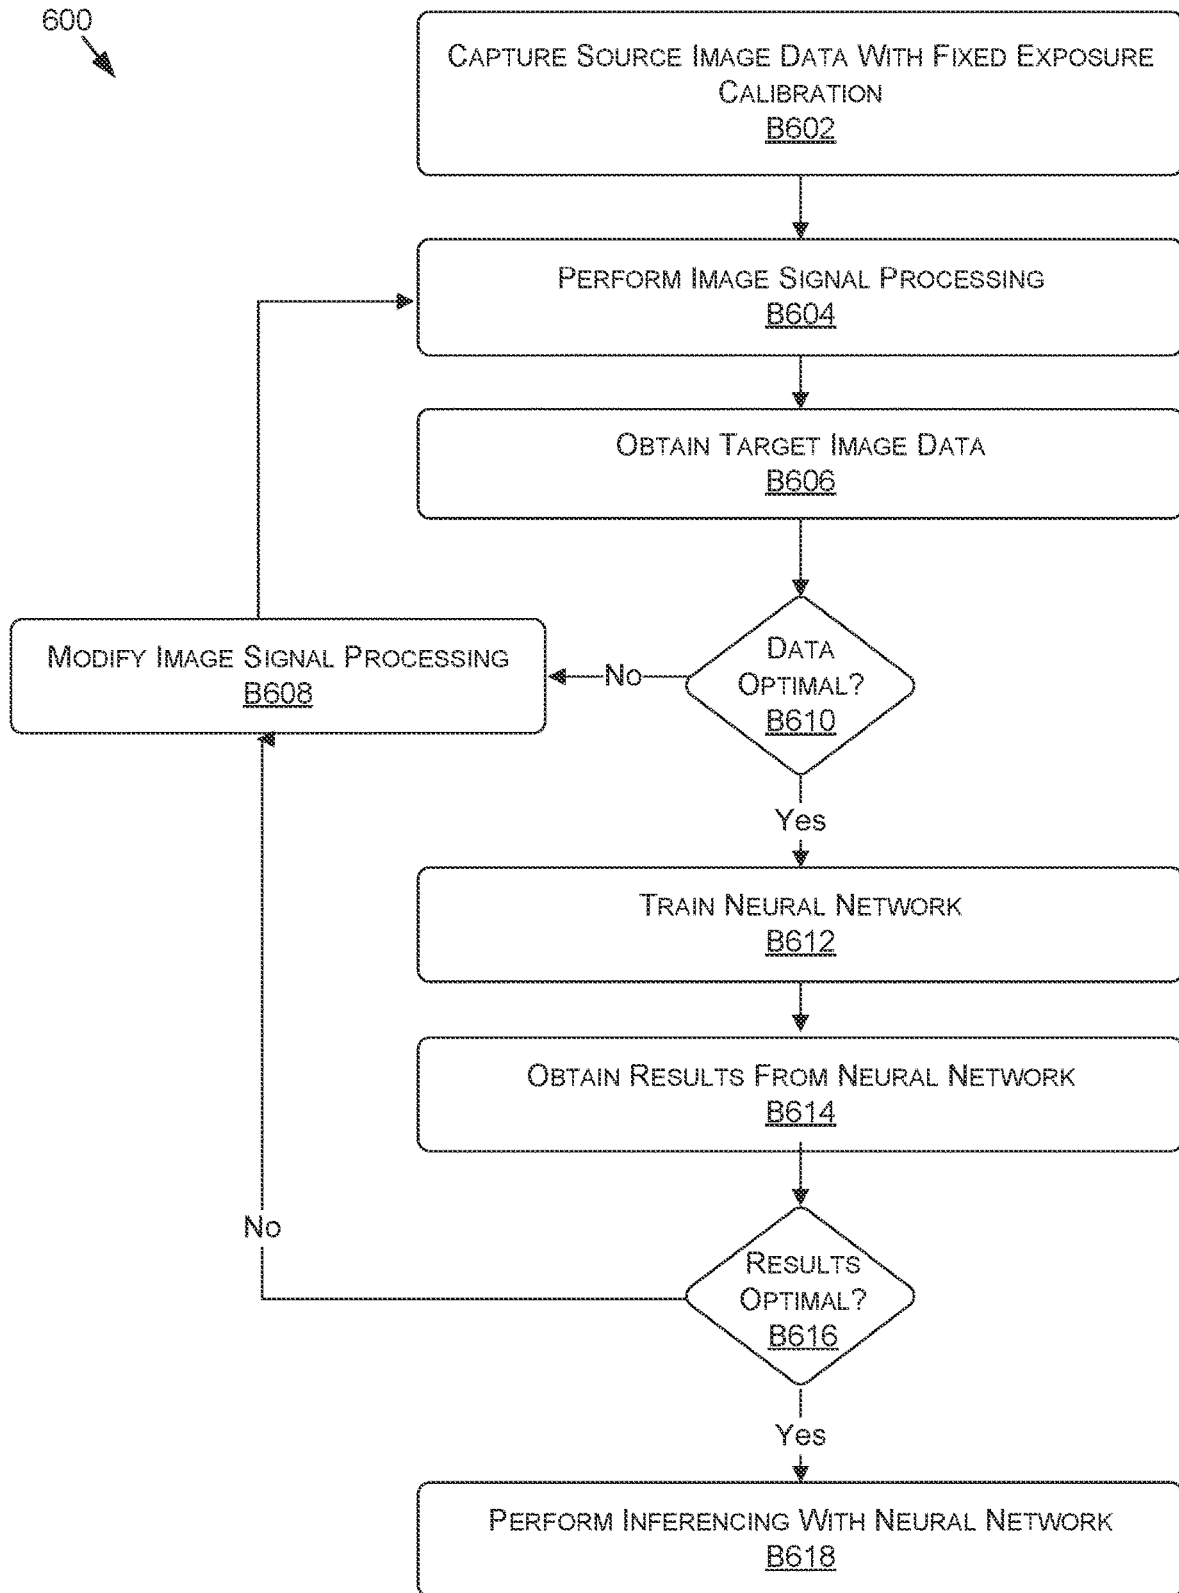 600
CAPTURE SOURCE IMAGE DATA WITH FIXED EXPOSURE
CALIBRATION
B602
PERFORM IMAGE SIGNAL PROCESSING
B604
OBTAIN TARGET IMAGE DATA
B606
MODIFY IMAGE SIGNAL PROCESSING
B608
No
DATA
OPTIMAL?
B610
Yes
TRAIN NEURAL NETWORK
B612
OBTAIN RESULTS FROM NEURAL NETWORK
B614
No
RESULTS
OPTIMAL?
B616
Yes
PERFORM INFERENCING WITH NEURAL NETWORK
B618